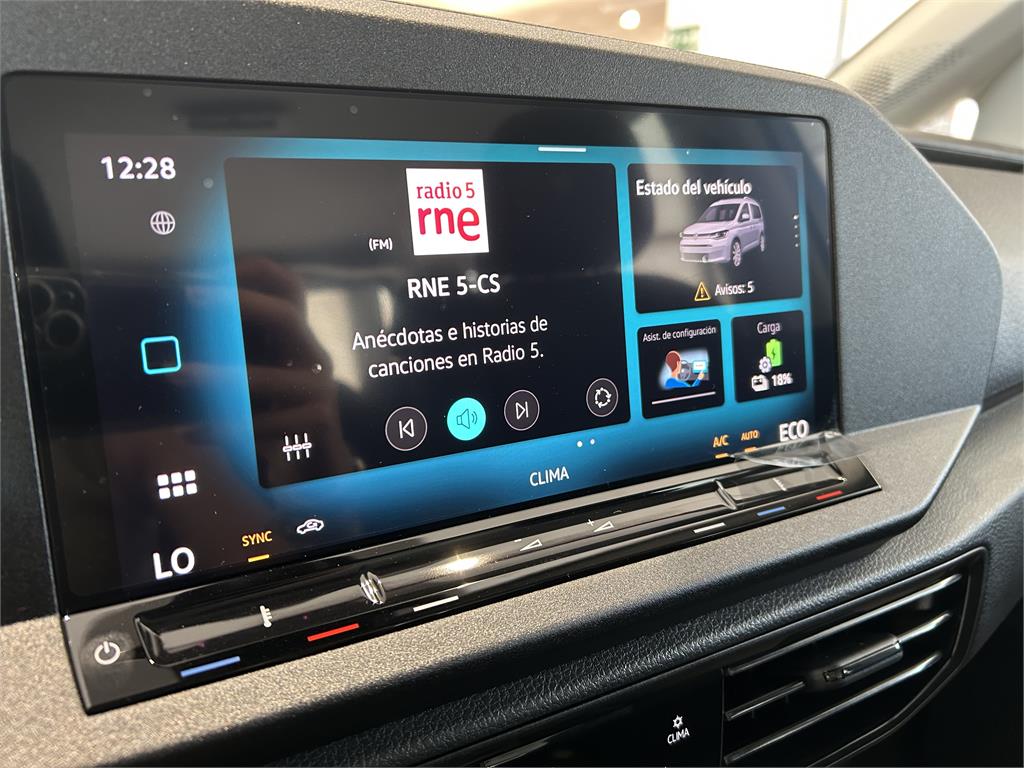 12:28
radio 5
rne
(FM)
RNE 5-CS
Anécdotas e historias de
canciones en Radio 5.
Estado del vehículo
Avisos: 5
Asist. de configuración
Carga
18%
CLIMA
A/C
AUTO
ECO
SYNC
LO
CLIMA